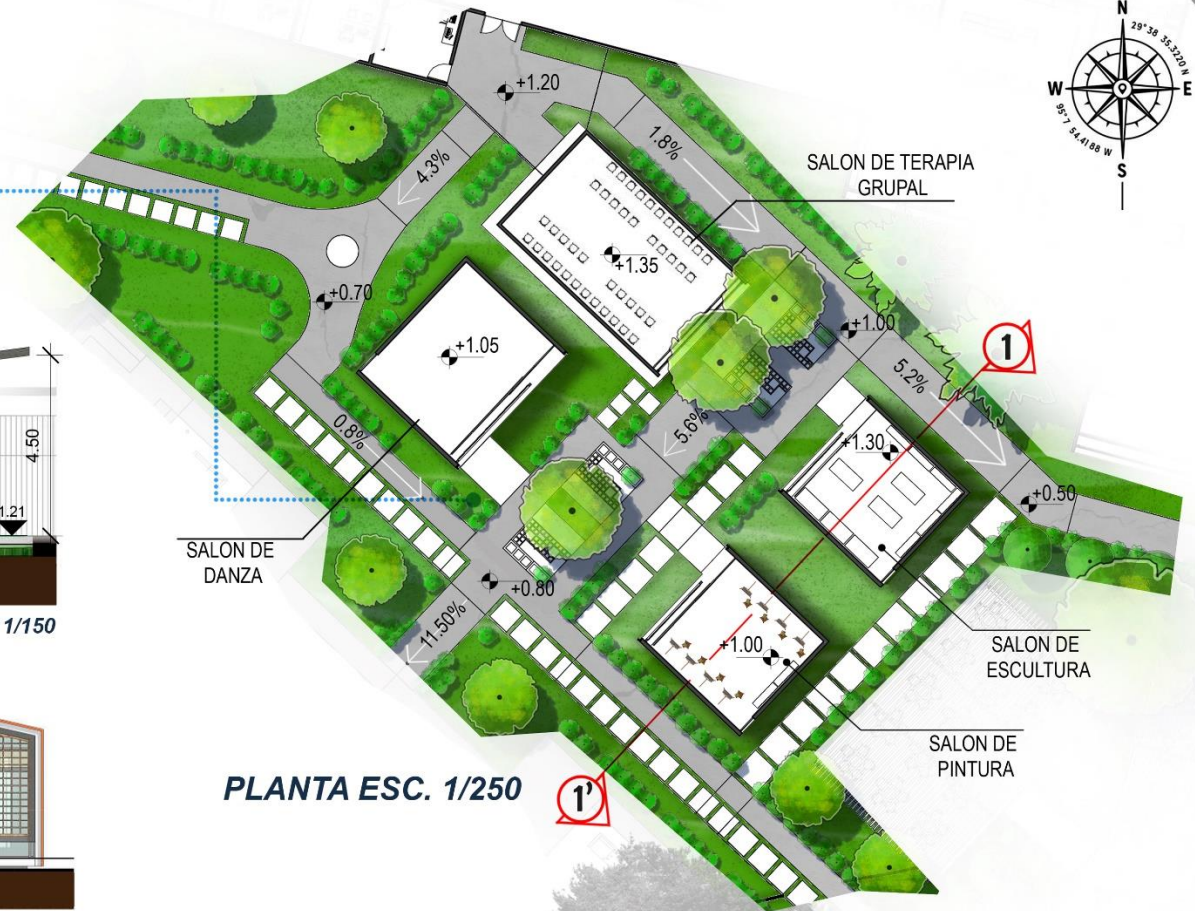 N
29°38 35.3220 N
W
E
95°7 54.4188 W
S
+1.20
1.8%
SALON DE TERAPIA
GRUPAL
4.3%
+1.35
+0.70
+1.05
+1.00
1
5.2%
4.50
0.8%
5.6%
+1.30
1.21
+0.50
SALON DE
DANZA
+0.80
11.50%
1/150
+1.00
SALON DE
ESCULTURA
SALON DE
PINTURA
PLANTA ESC. 1/250
1'